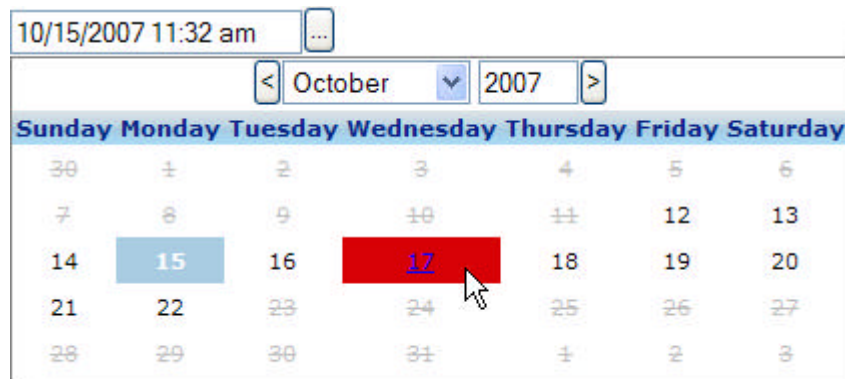 10/15/2007 11:32 am ...
< October 2007 >
Sunday Monday Tuesday Wednesday Thursday Friday Saturday
30 1 2 3 4 5 6
7 8 9 10 11 12 13
14 15 16 17 18 19 20
21 22 23 24 25 26 27
28 29 30 31 1 2 3